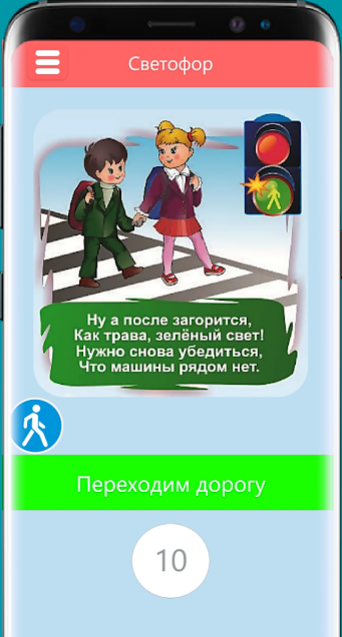 Светофор
Ну а после загорится,
Как трава, зелёный свет!
Нужно снова убедиться,
Что машины рядом нет.
Переходим дорогу
10